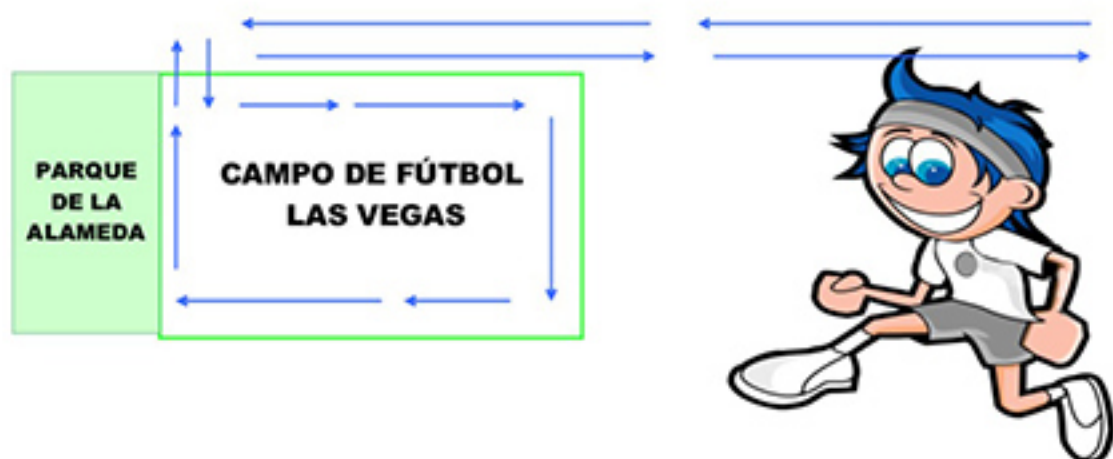 PARQUE
DE LA
ALAMEDA
CAMPO DE FÚTBOL
LAS VEGAS